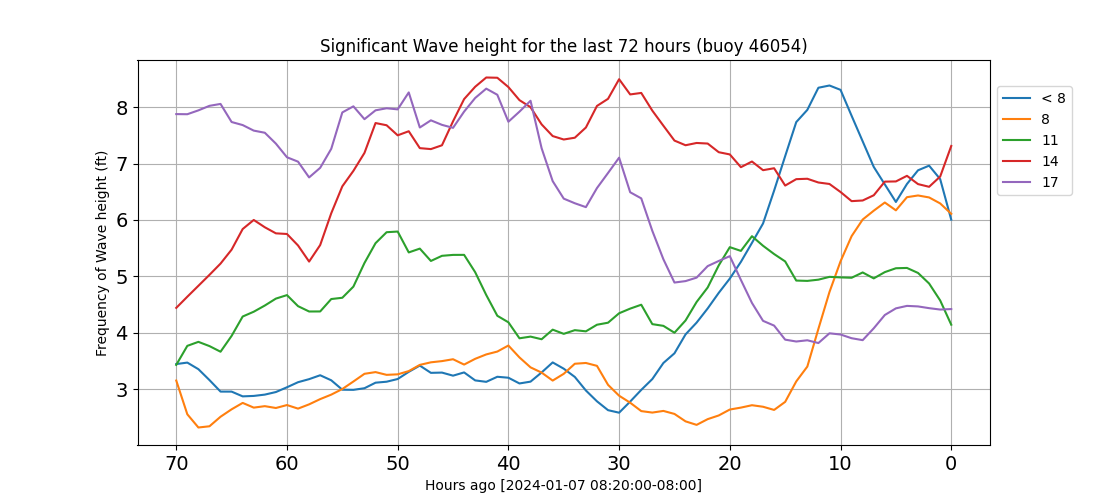 Significant Wave height for the last 72 hours (buoy 46054)
Frequency of Wave height (ft)
8
7
6
5
4
3
70 60 50 40 30 20 10 0
Hours ago [2024-01-07 08:20:00-08:00]
< 8
8
11
14
17